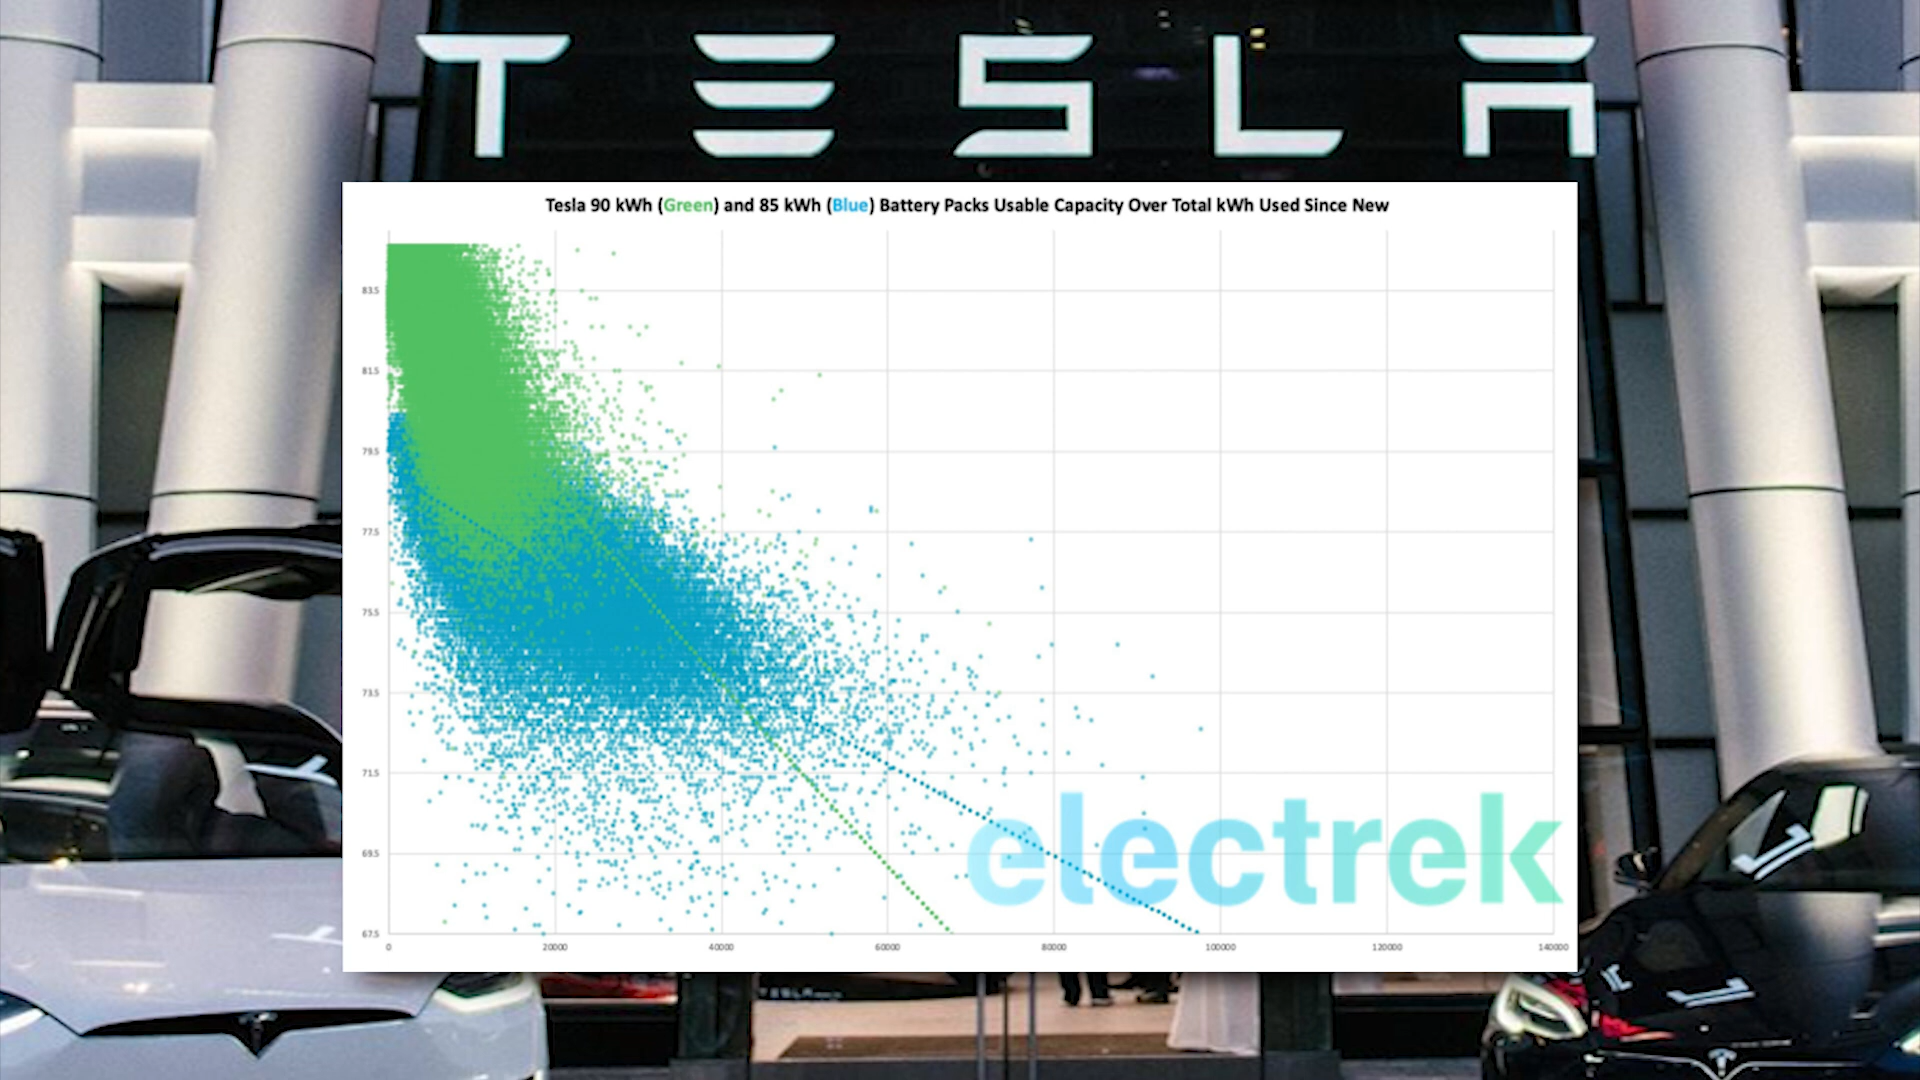 TESLA
Tesla 90 kWh (Green) and 85 kWh (Blue) Battery Packs Usable Capacity Over Total kWh Used Since New
83.5
81.5
79.5
77.5
75.5
73.5
71.5
69.5
67.5
electrek
0 20000 40000 60000 80000 100000 120000 140000
TESLA